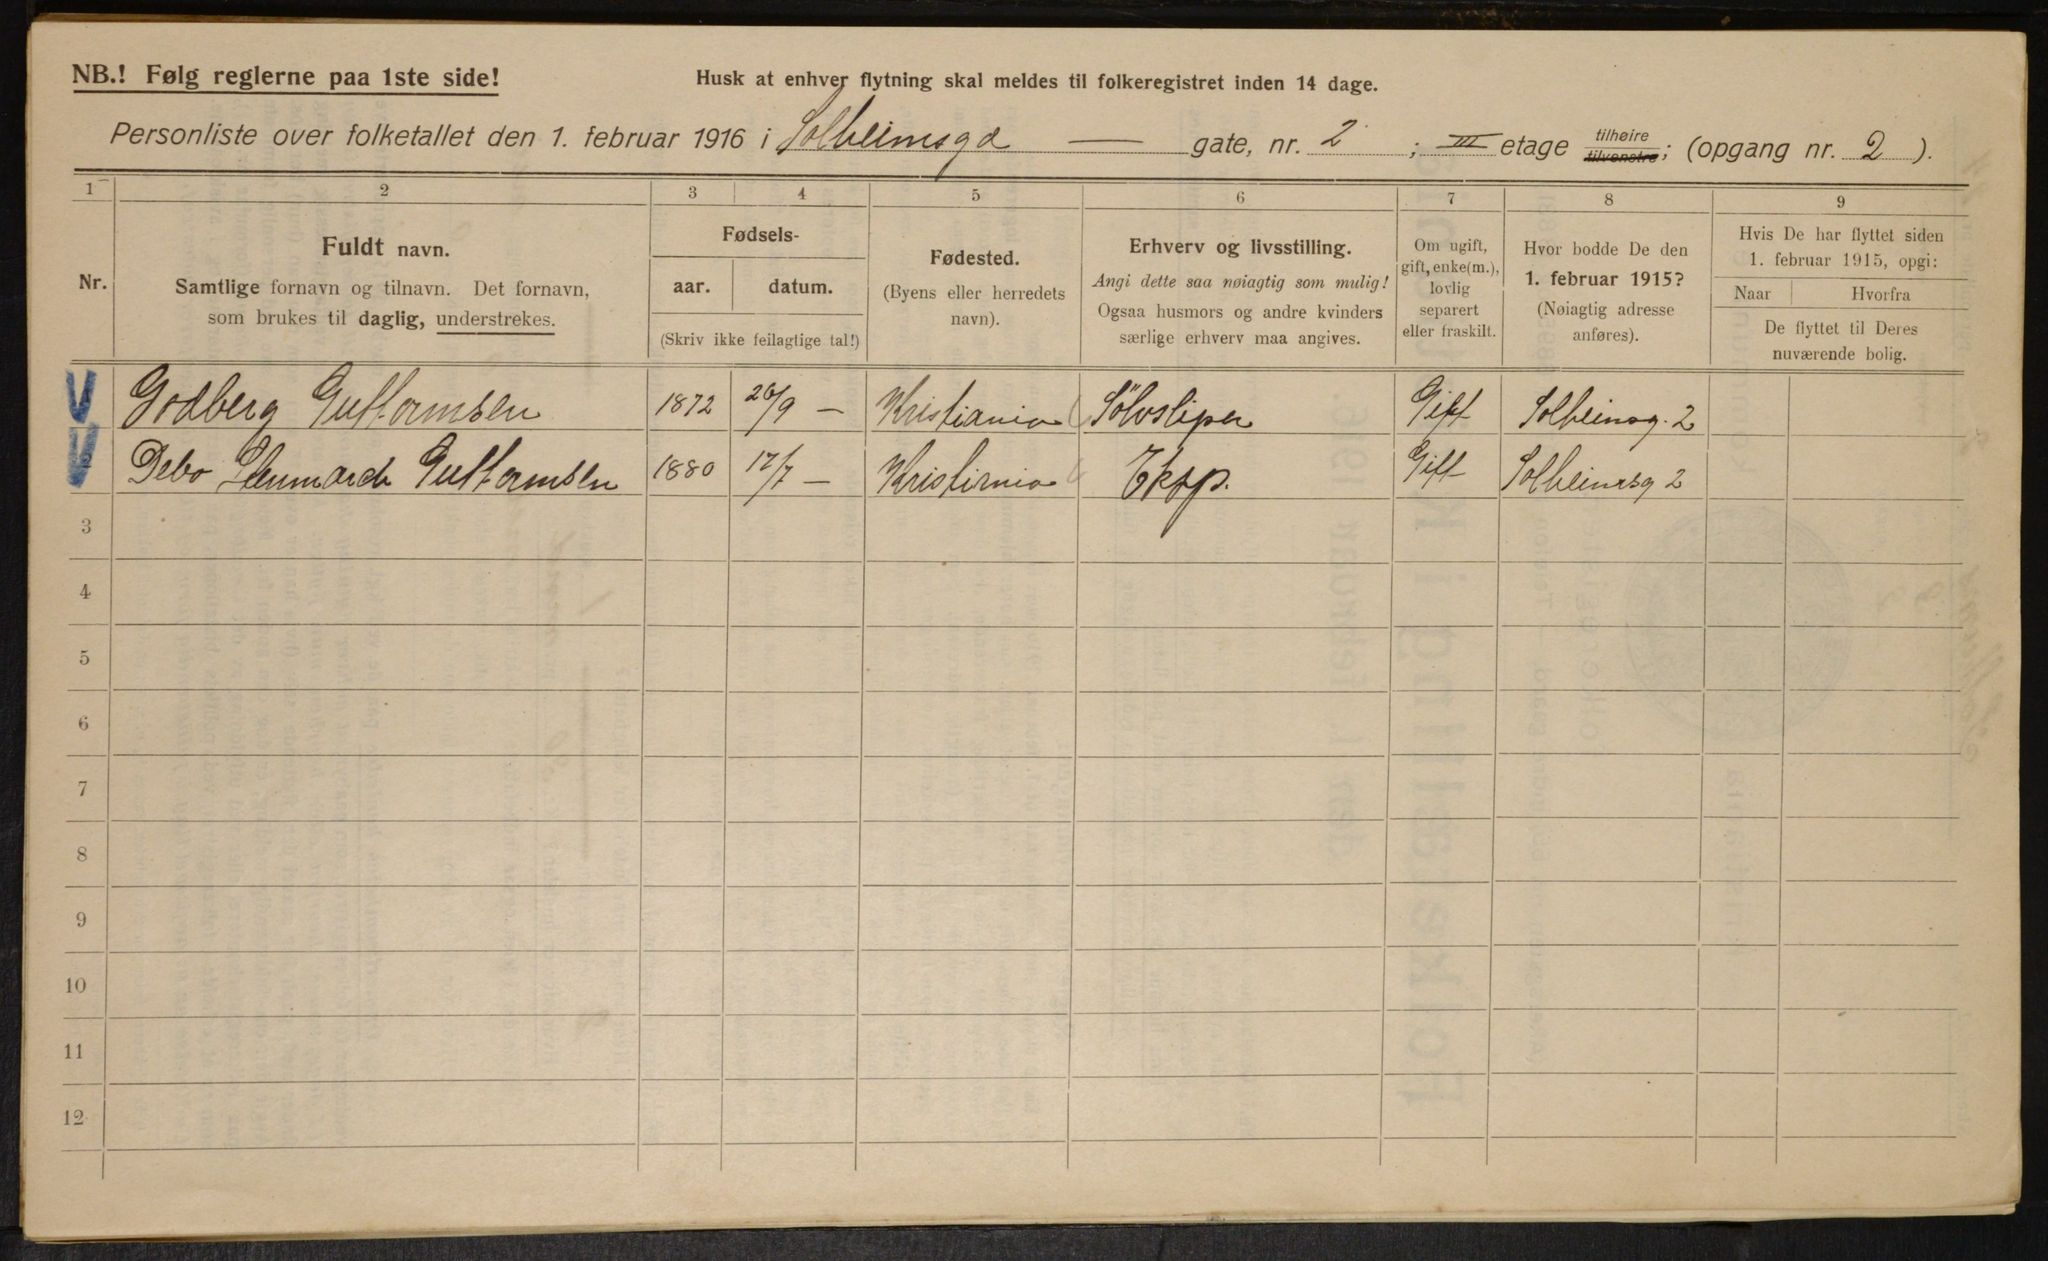 NB.! Følg reglerne paa 1ste side!
Husk at enhver flytning skal meldes til folkeregistret inden 14 dage.
Personliste over folketallet den 1. februar 1916 i Solheimsgd — gate, nr. 2 ; III etage tilhøire tilvenstre; (opgang nr. 2 ).
1 2 3 4 5 6 7 8 9
Nr.
Fuldt navn.
Samtlige fornavn og tilnavn. Det fornavn,
som brukes til daglig, understrekes.
Fødsels-
aar. datum.
(Skriv ikke feilagtige tal!)
Fødested.
(Byens eller herredets
navn).
Erhverv og livsstilling.
Angi dette saa nøiagtig som mulig!
Ogsaa husmors og andre kvinders
særlige erhverv maa angives.
Om ugift,
gift, enke(m.),
lovlig
separert
eller fraskilt.
Hvor bodde De den
1. februar 1915?
(Nøiagtig adresse
anføres).
Hvis De har flyttet siden
1. februar 1915, opgi:
Naar Hvorfra
De flyttet til Deres
nuværende bolig.
Godberg Guttormsen 1872 20/9 — Kristiania Sölvsliper Gift Solheimsg. 2
2 Debo Guttormsen 1880 17/7 — Kristiania Eksp. Gift Solheimsg 2
3
4
5
6
7
8
9
10
11
12